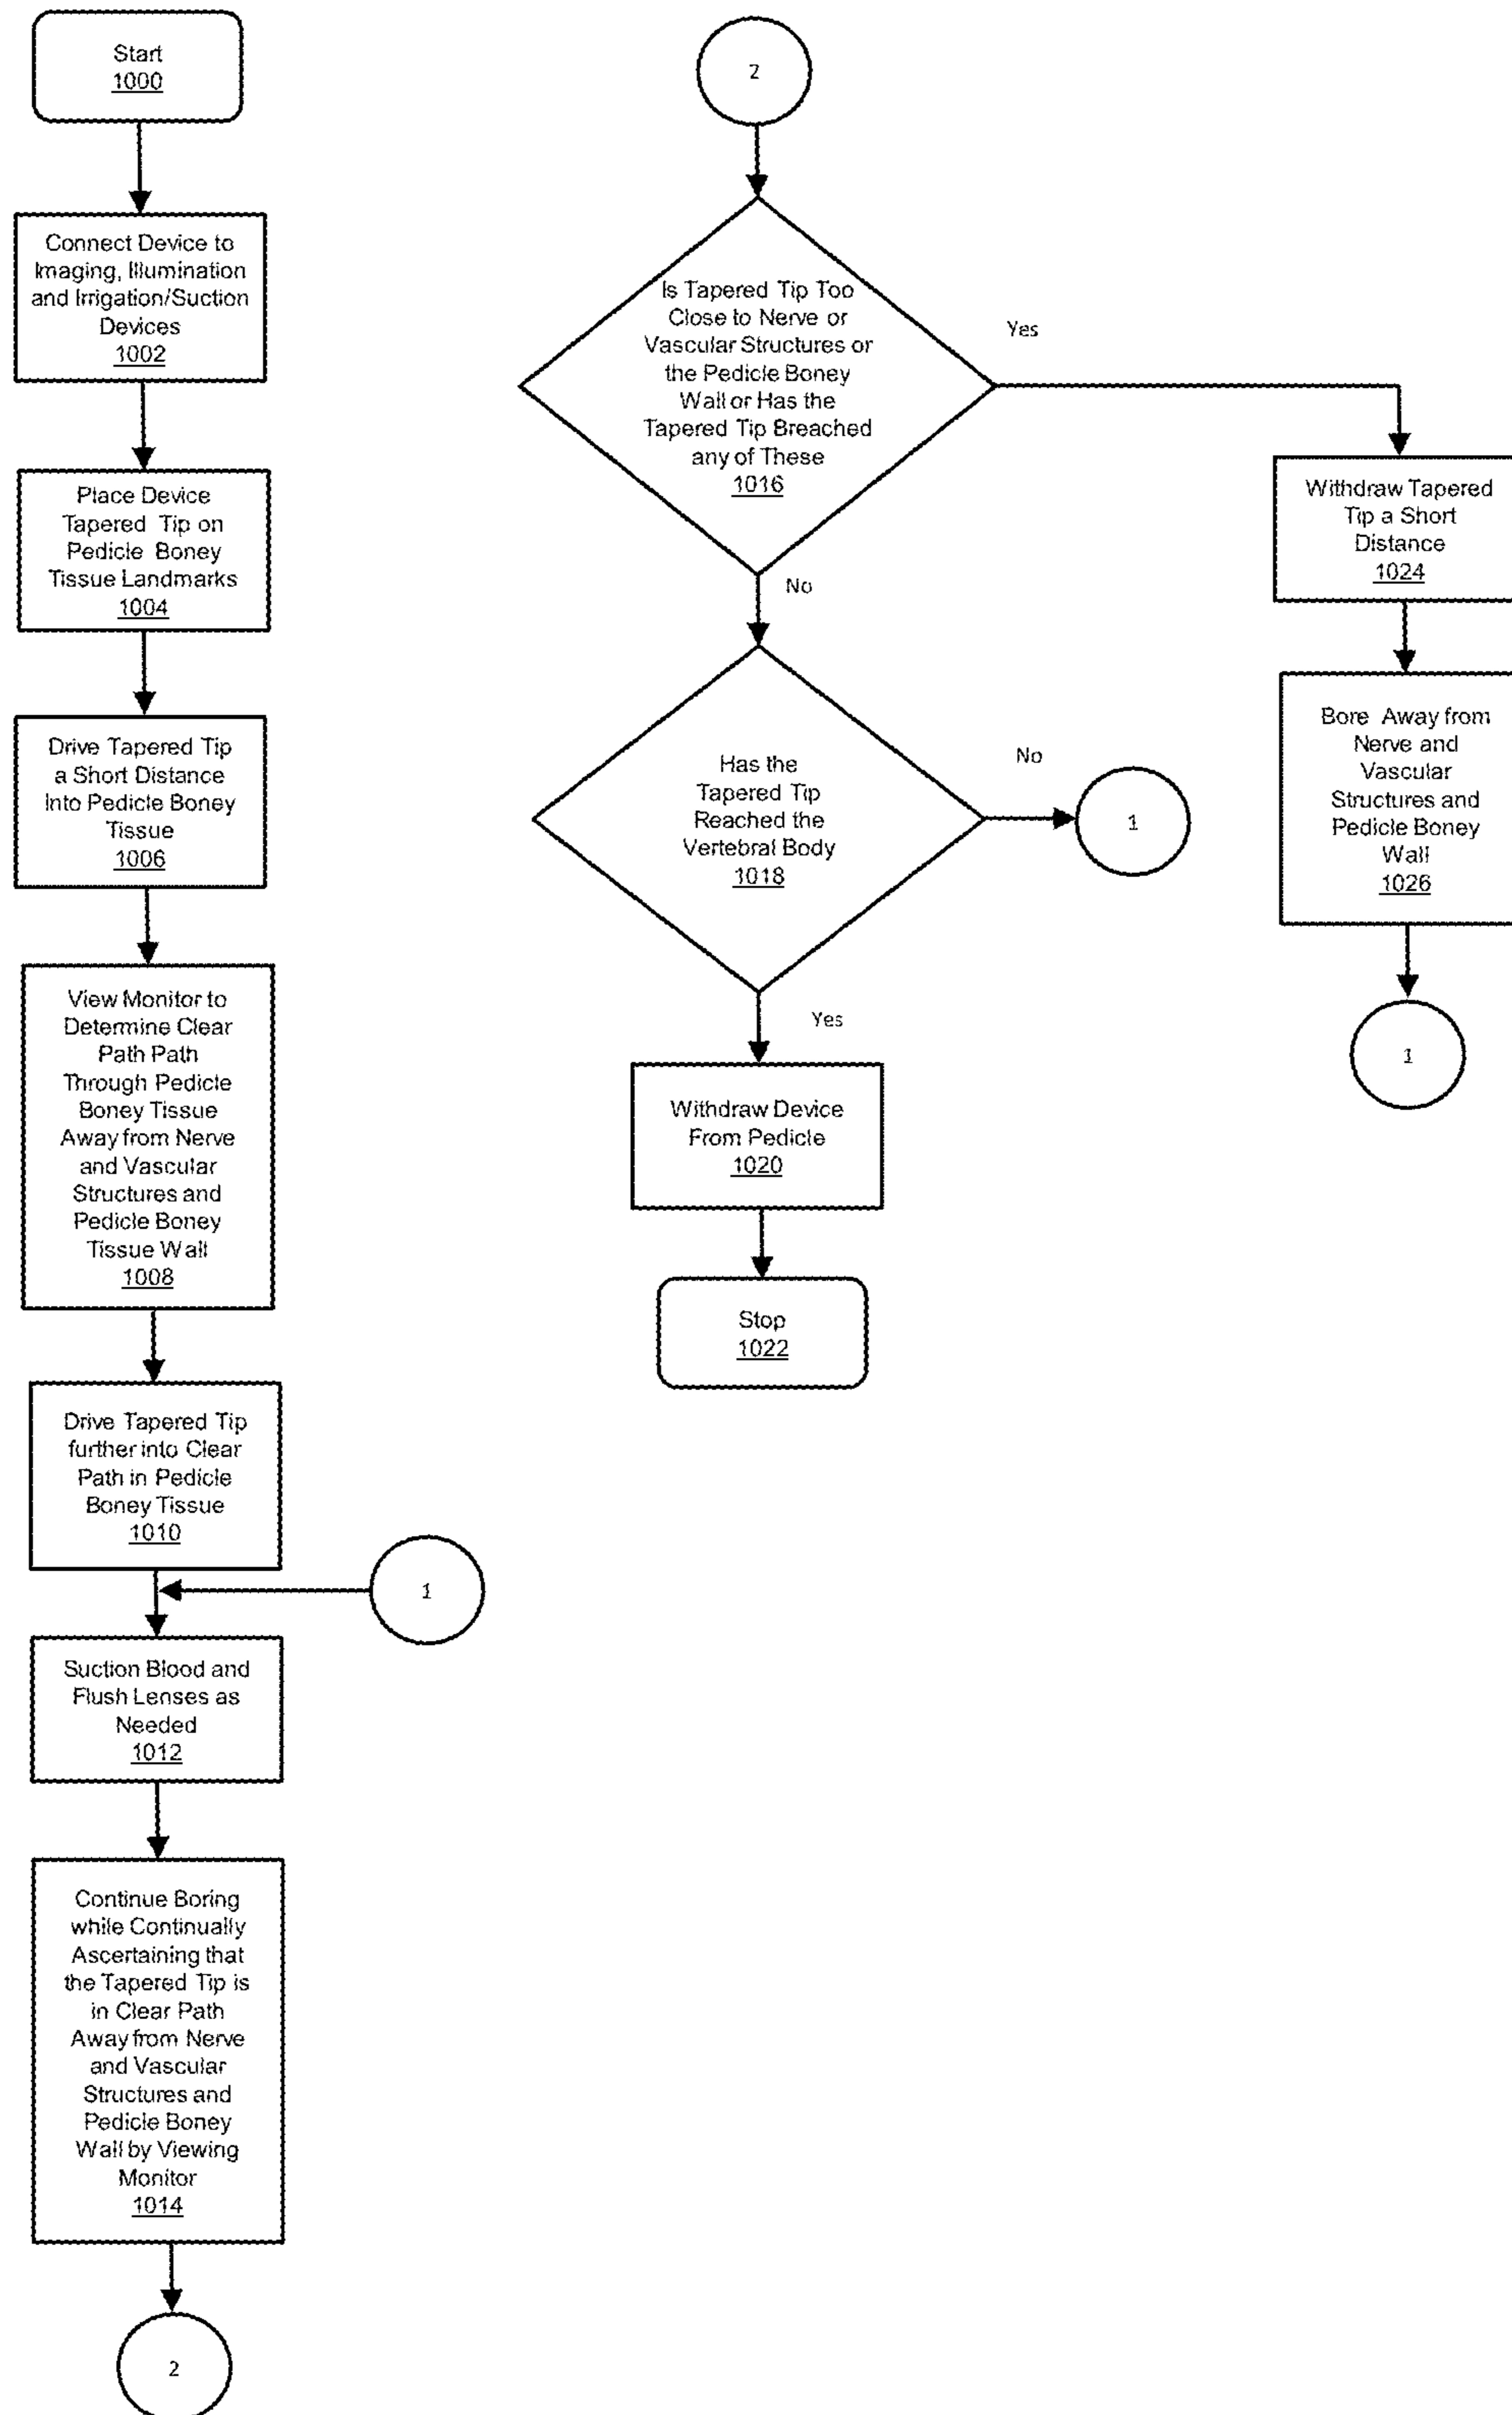 Start
1000
Connect Device to
Imaging, Illumination
and Irrigation/Suction
Devices
1002
Place Device
Tapered Tip on
Pedicle Boney
Tissue Landmarks
1004
Drive Tapered Tip
a Short Distance
Into Pedicle Boney
Tissue
1006
View Monitor to
Determine Clear
Path Path
Through Pedicle
Boney Tissue
Away from Nerve
and Vascular
Structures and
Pedicle Boney
Tissue Wall
1008
Drive Tapered Tip
further into Clear
Path in Pedicle
Boney Tissue
1010
1
Suction Blood and
Flush Lenses as
Needed
1012
Continue Boring
while Continually
Ascertaining that
the Tapered Tip is
in Clear Path
Away from Nerve
and Vascular
Structures and
Pedicle Boney
Wall by Viewing
Monitor
1014
2
2
Is Tapered Tip Too
Close to Nerve or
Vascular Structures or
the Pedicle Boney
Wall or Has the
Tapered Tip Breached
any of These
1016
Yes
No
Has the
Tapered Tip
Reached the
Vertebral Body
1018
No
1
Yes
Withdraw Device
From Pedicle
1020
Stop
1022
Withdraw Tapered
Tip a Short
Distance
1024
Bore Away from
Nerve and
Vascular
Structures and
Pedicle Boney
Wall
1026
1